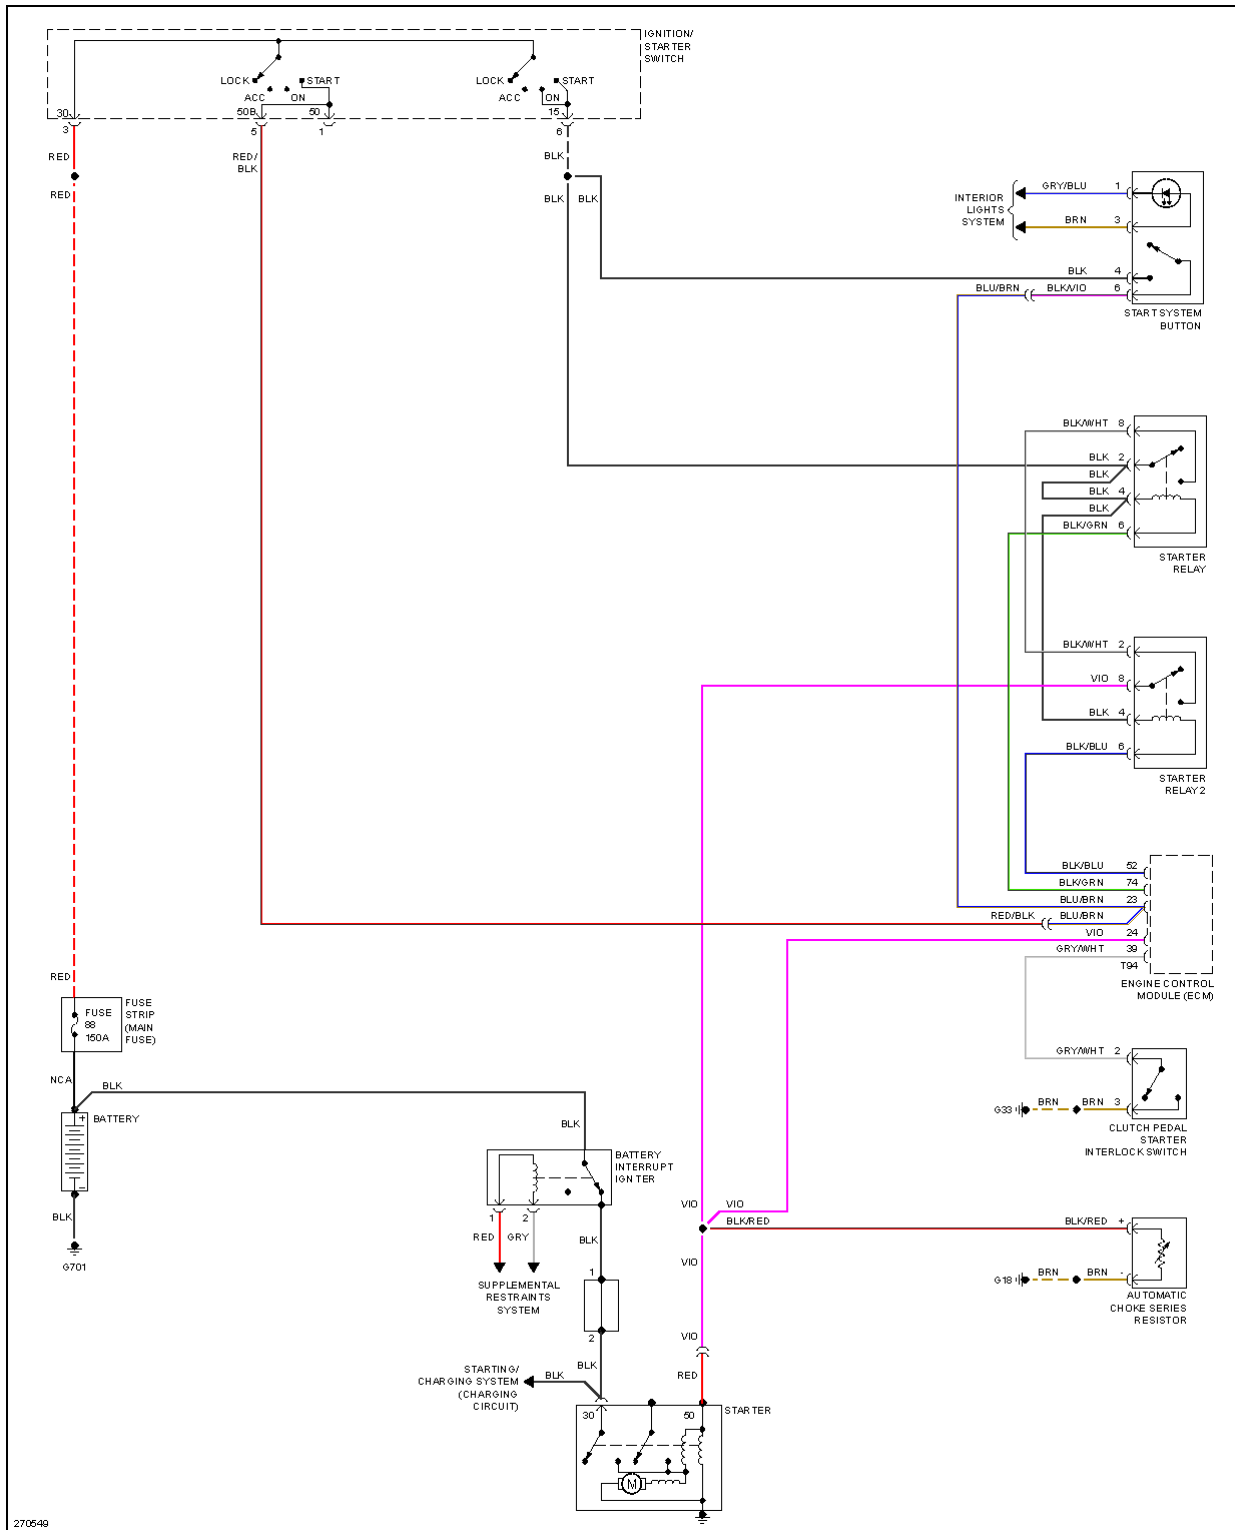 IGNITION/
STARTER
SWITCH
LOCK
START
ACC
ON
LOCK
START
ACC
ON
30
50B
50
15
3
5
1
6
RED
RED/
BLK
BLK
RED
BLK
BLK
INTERIOR
LIGHTS
SYSTEM
GRY/BLU
1
BRN
3
BLK
4
BLU/BRN
BLK/VIO
6
START SYSTEM
BUTTON
BLK/WHT
8
BLK
2
BLK
BLK
4
BLK
BLK/GRN
6
STARTER
RELAY
BLK/WHT
2
VIO
8
BLK
4
BLK/BLU
6
STARTER
RELAY 2
BLK/BLU
52
BLK/GRN
74
BLU/BRN
23
RED/BLK
BLU/BRN
VIO
24
GRY/WHT
39
T94
ENGINE CONTROL
MODULE (ECM)
RED
FUSE
88
150A
FUSE
STRIP
(MAIN
FUSE)
NCA
BLK
BATTERY
+
-
BLK
G701
GRY/WHT
2
G33
BRN
BRN
3
CLUTCH PEDAL
STARTER
INTERLOCK SWITCH
BLK
BATTERY
INTERRUPT
IGNITER
1
2
RED
GRY
BLK
SUPPLEMENTAL
RESTRAINTS
SYSTEM
1
2
VIO
VIO
BLK/RED
BLK/RED
+
VIO
G18
BRN
BRN
-
AUTOMATIC
CHOKE SERIES
RESISTOR
VIO
STARTING/
CHARGING SYSTEM
(CHARGING
CIRCUIT)
BLK
BLK
RED
30
50
STARTER
M
270549